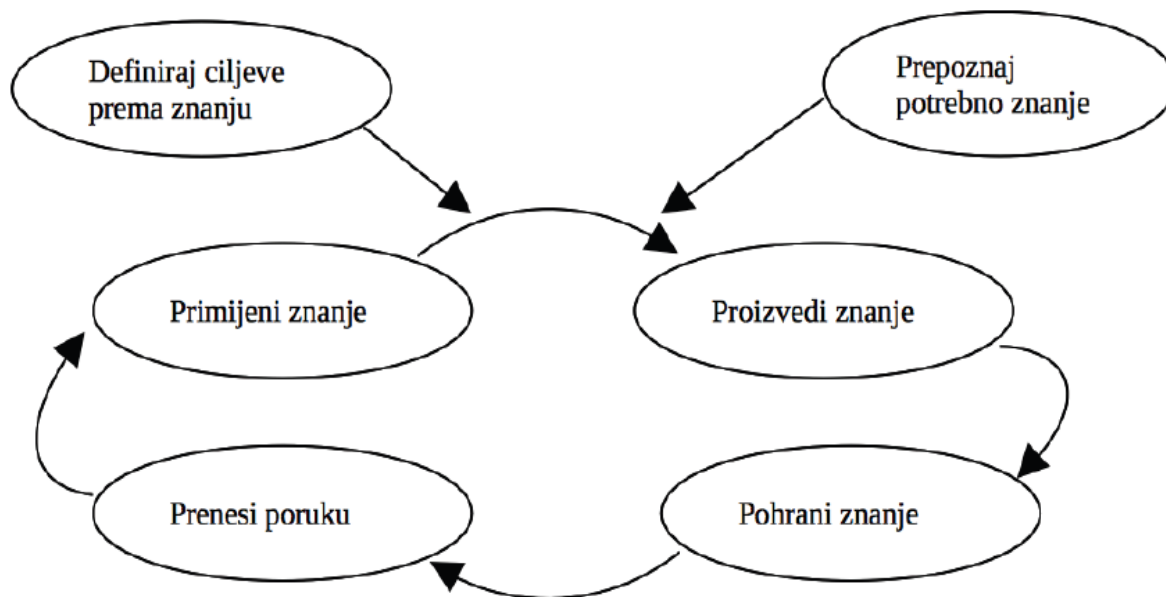 Definiraj ciljeve
prema znanju
Prepoznaj
potrebno znanje
Primijeni znanje
Proizvedi znanje
Prenesi poruku
Pohrani znanje